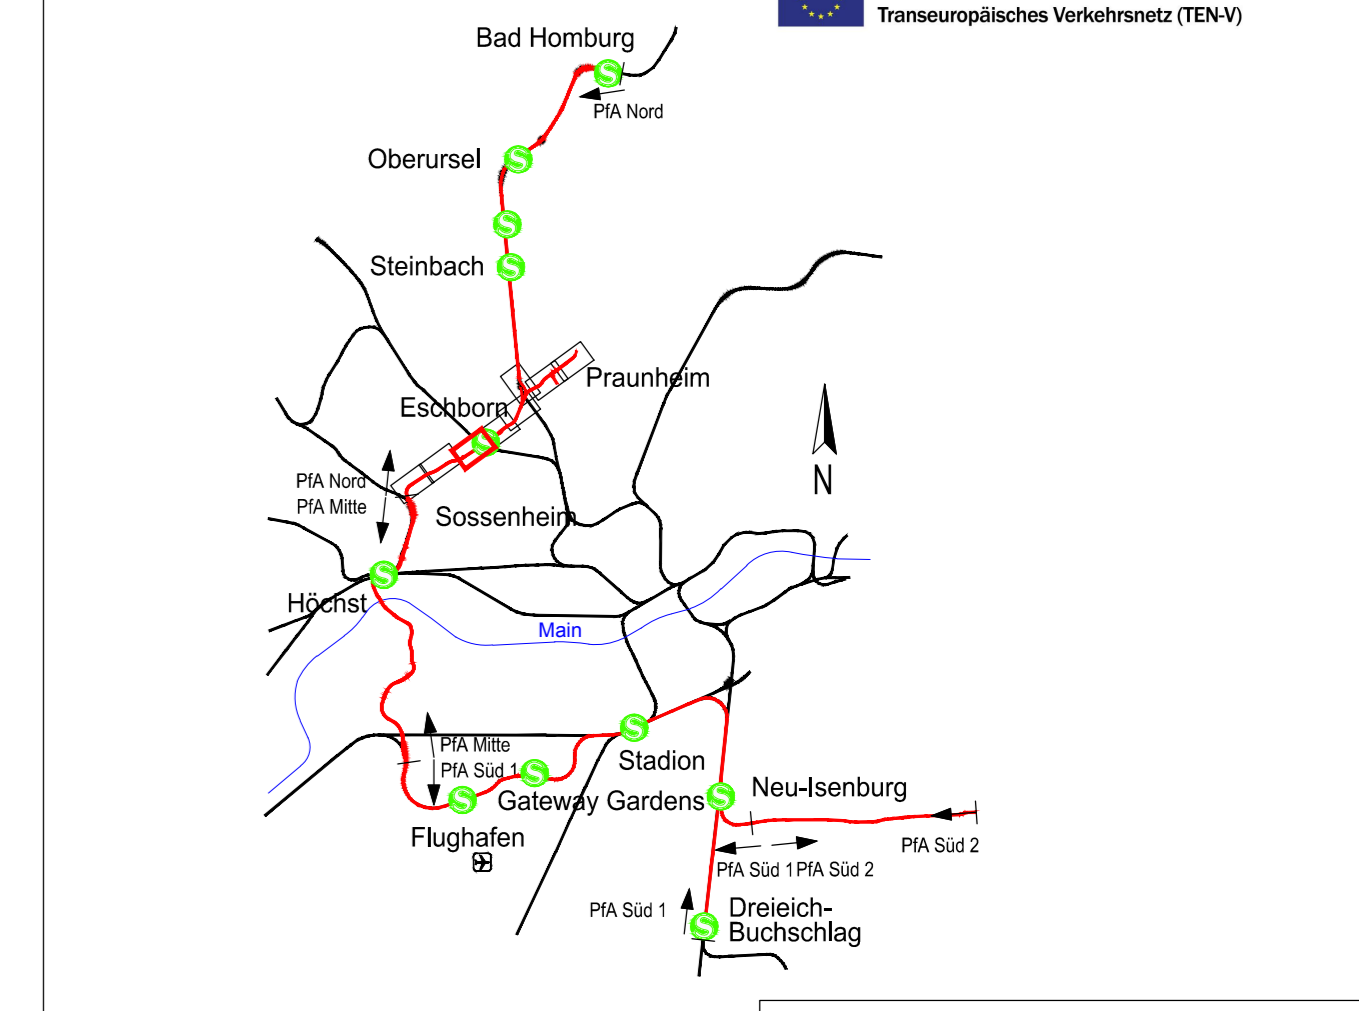 Transeuropäisches Verkehrsnetz (TEN-V)
Bad Homburg
PfA Nord
Oberursel
Steinbach
Praunheim
Eschborn
PfA Nord
PfA Mitte
N
Sossenheim
Höchst
Main
PfA Mitte
PfA Süd 1
Stadion
Gateway Gardens
Neu-Isenburg
Flughafen
PfA Süd 2
PfA Süd 1
PfA Süd 2
PfA Süd 1
Dreieich-
Buchschlag
S
S
S
S
S
S
S
S
S
S
S